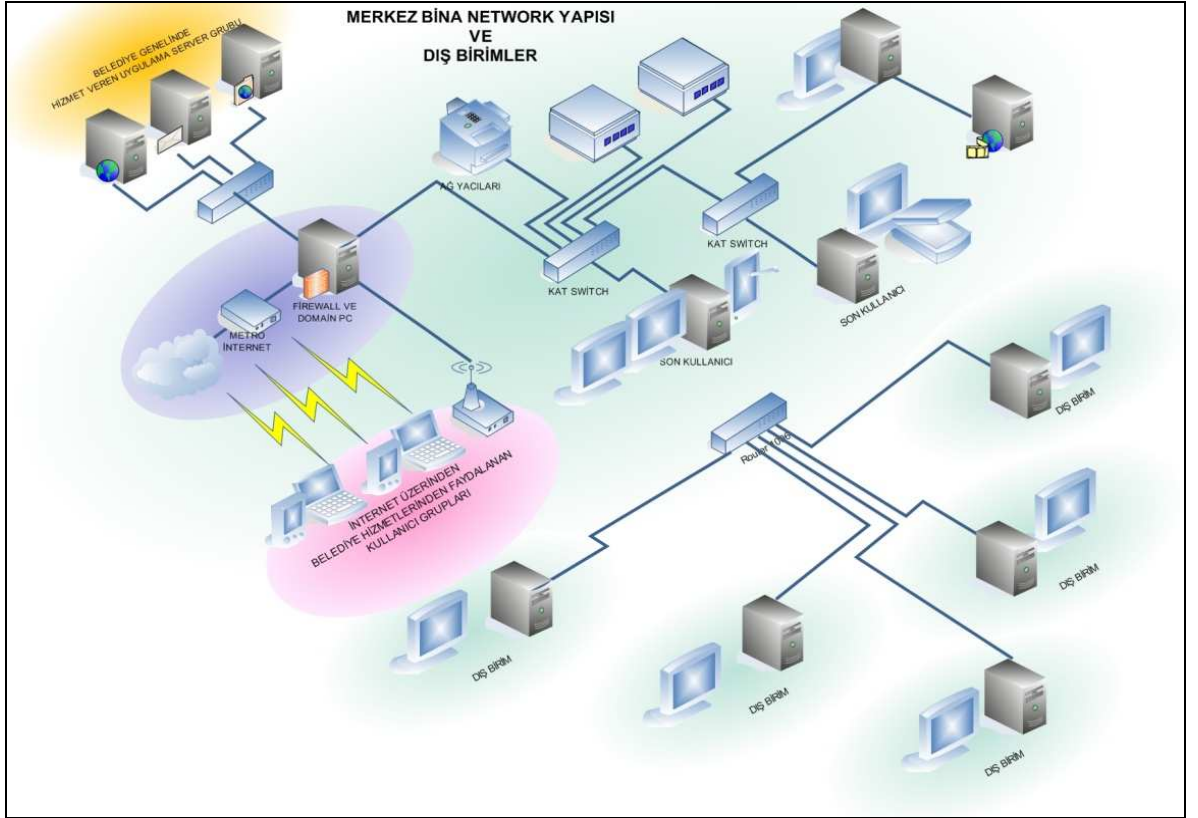 MERKEZ BİNA NETWORK YAPISI
VE
DIŞ BİRİMLER
BELEDİYE GENELİNDE
HİZMET VEREN UYGULAMA SERVER GRUBU
AĞ YACILARI
KAT SWİTCH
KAT SWİTCH
FİREWALL VE
DOMAIN PC
METRO
İNTERNET
SON KULLANICI
SON KULLANICI
DIŞ BİRİM
Router
İNTERNET ÜZERİNDEN
BELEDİYE HİZMETLERİNDEN FAYDALANAN
KULLANICI GRUPLARI
DIŞ BİRİM
DIŞ BİRİM
DIŞ BİRİM
DIŞ BİRİM